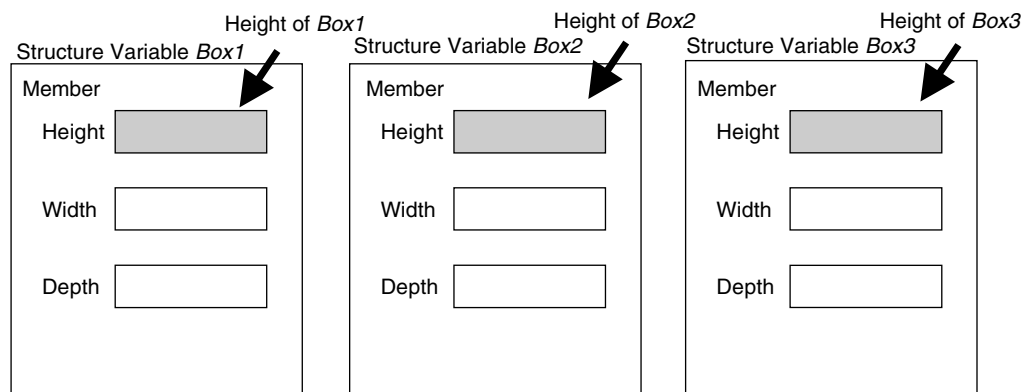 Height of Box1
Structure Variable Box1
Member
Height
Width
Depth
Height of Box2
Structure Variable Box2
Member
Height
Width
Depth
Height of Box3
Structure Variable Box3
Member
Height
Width
Depth